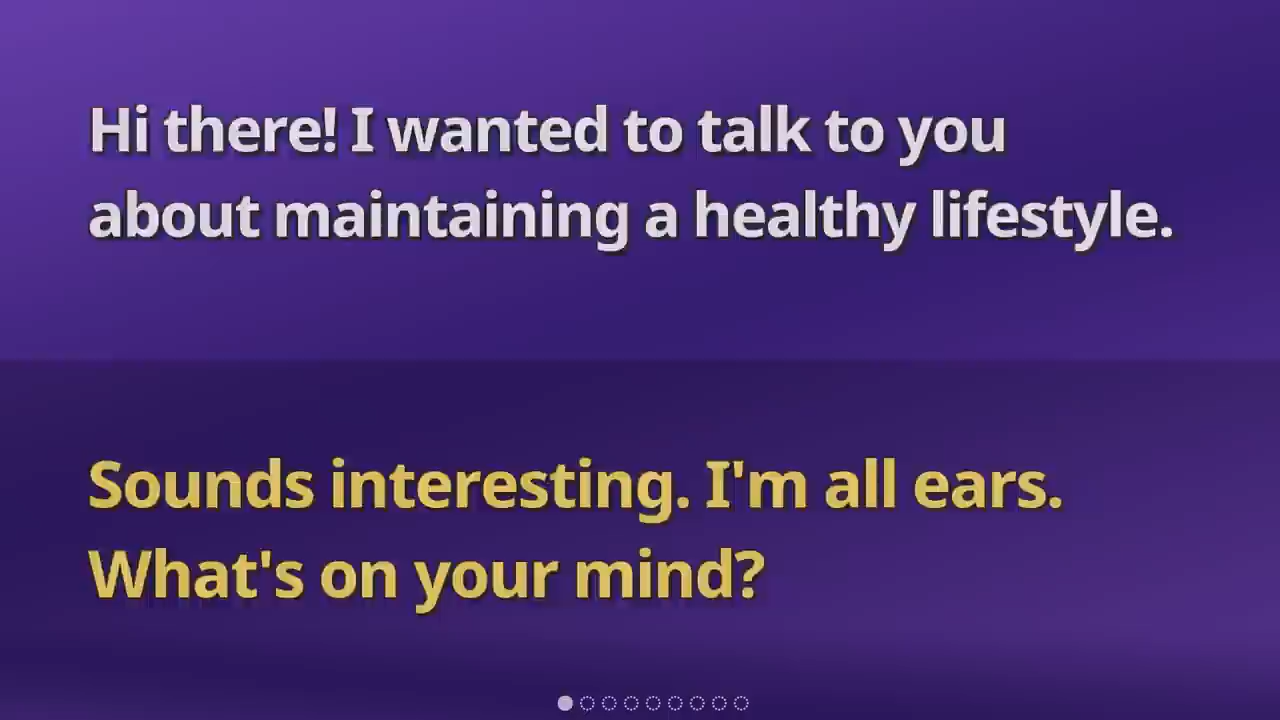 Hi there! I wanted to talk to you
about maintaining a healthy lifestyle.
Sounds interesting. I'm all ears.
What's on your mind?